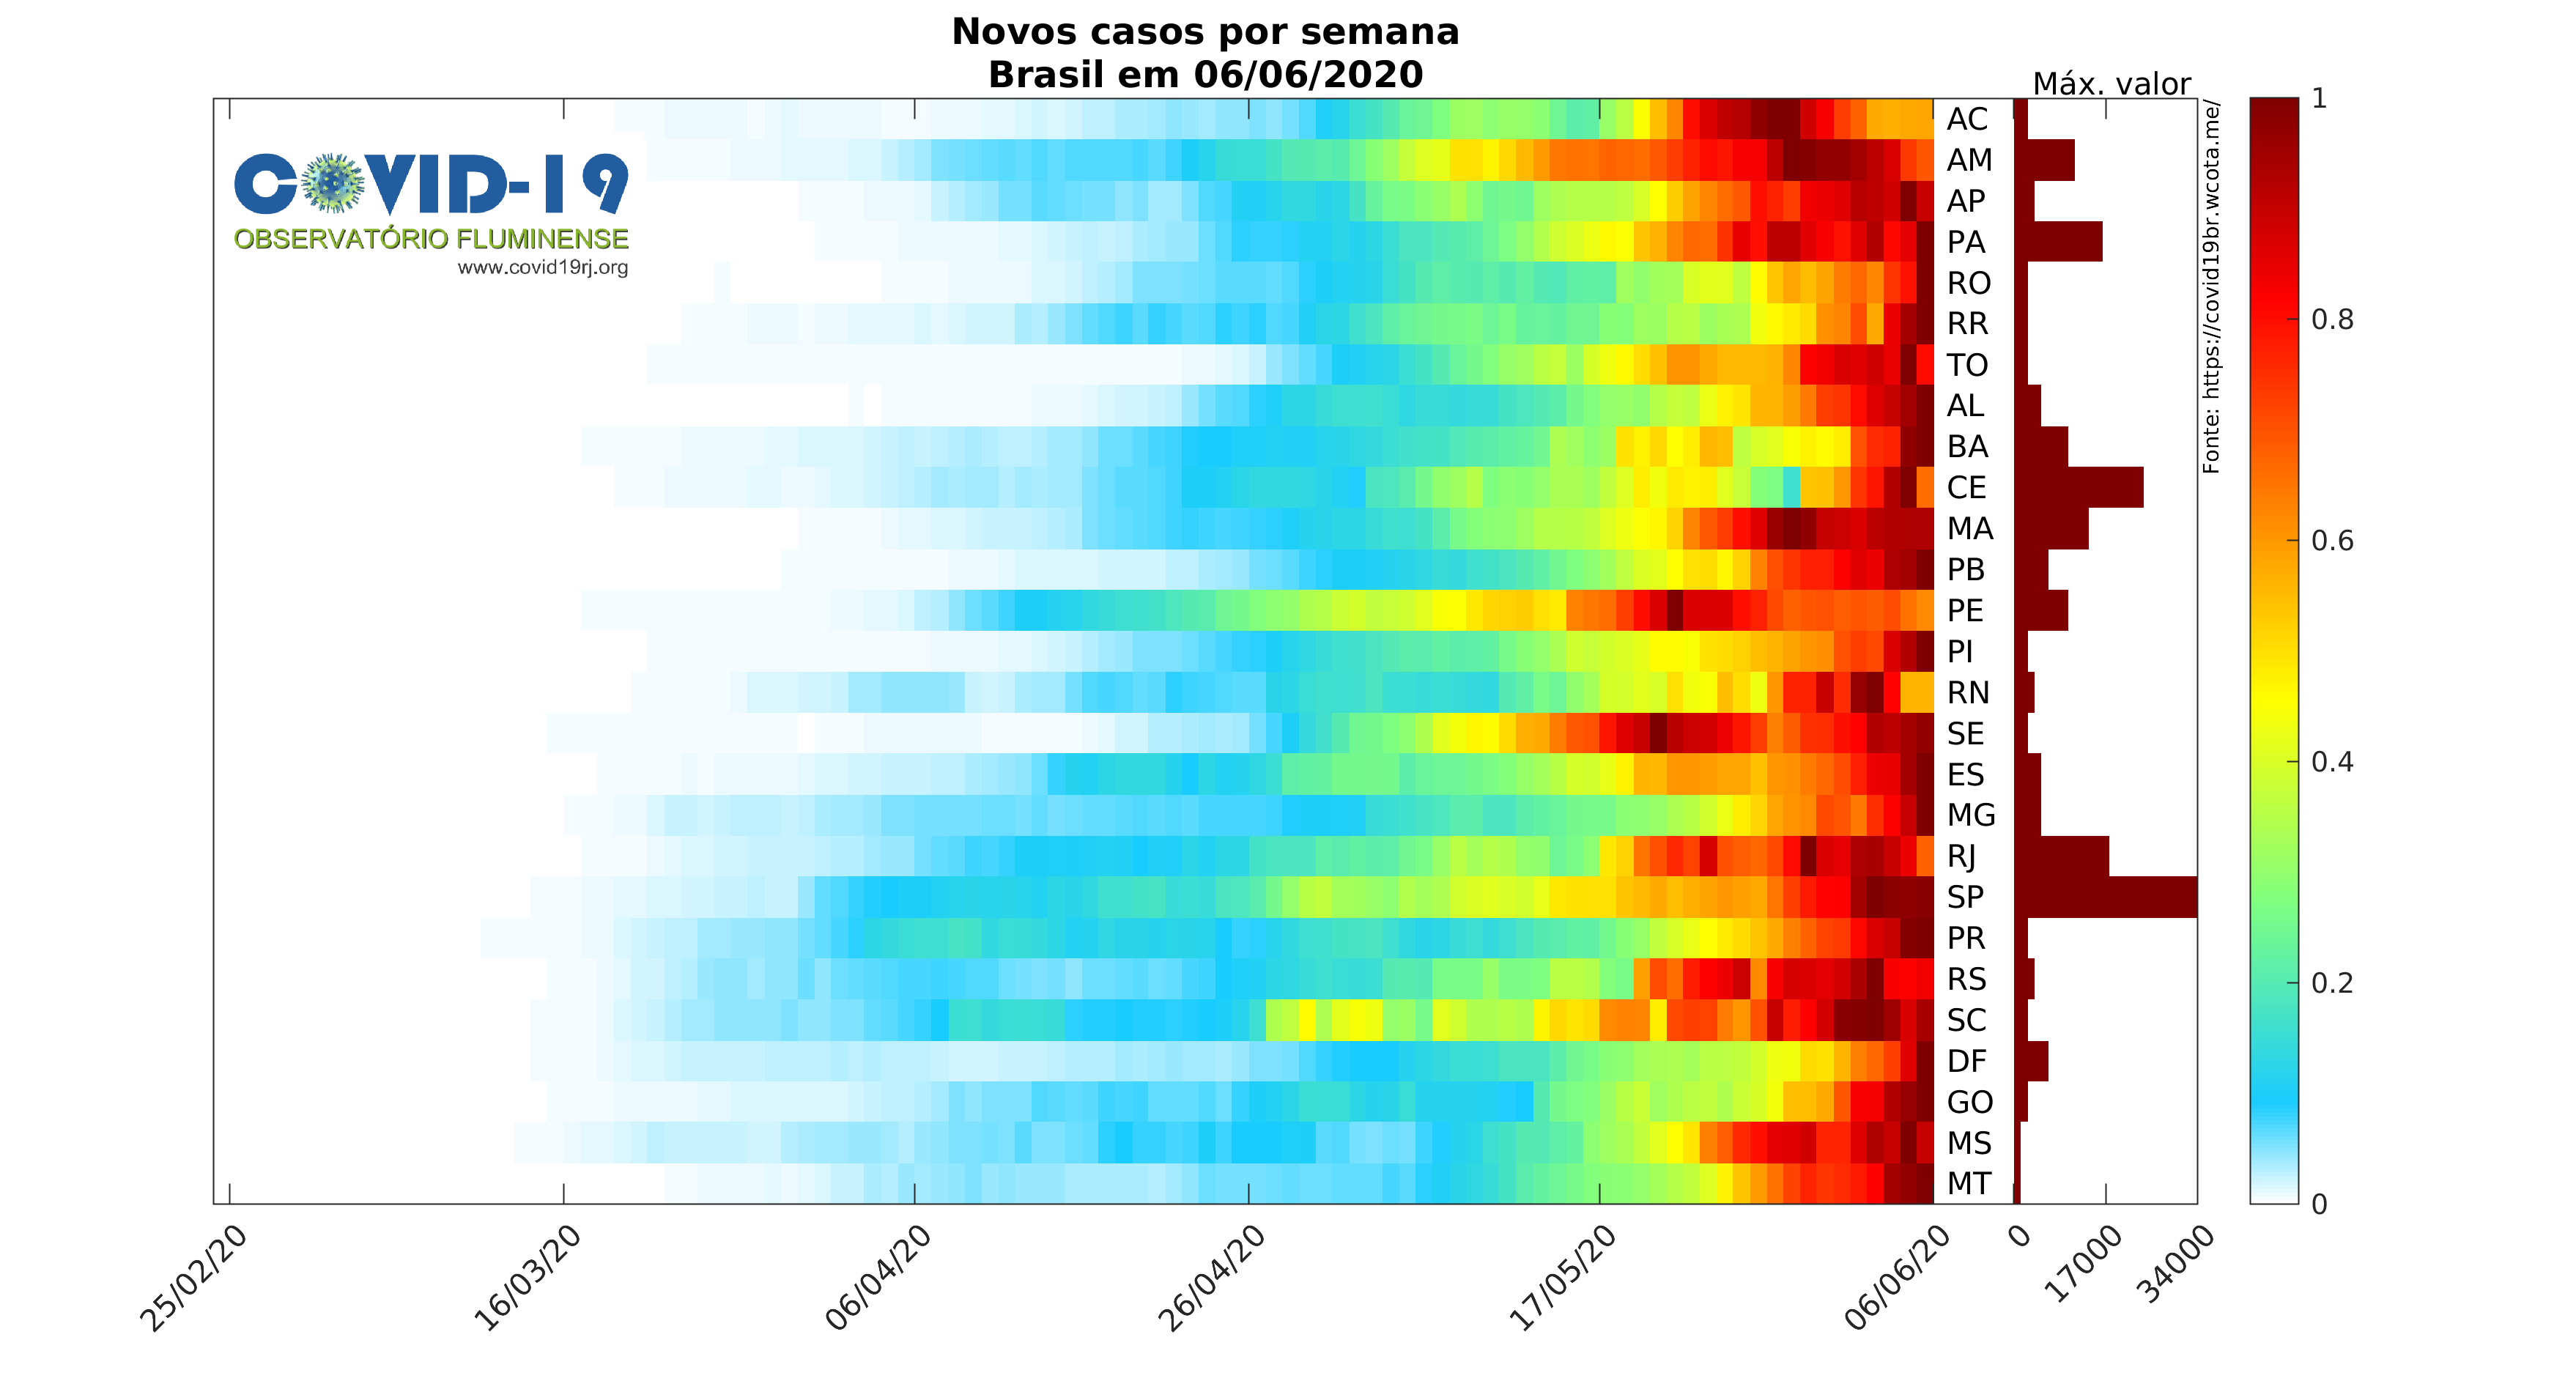 Novos casos por semana
Brasil em 06/06/2020
Máx. valor
COVID-19
OBSERVATÓRIO FLUMINENSE
www.covid19rj.org
AC
AM
AP
PA
RO
RR
TO
AL
BA
CE
MA
PB
PE
PI
RN
SE
ES
MG
RJ
SP
PR
RS
SC
DF
GO
MS
MT
Fonte: https://covid19br.wcota.me/
1
0.8
0.6
0.4
0.2
0
25/02/20
16/03/20
06/04/20
26/04/20
17/05/20
06/06/20
0
17000
34000